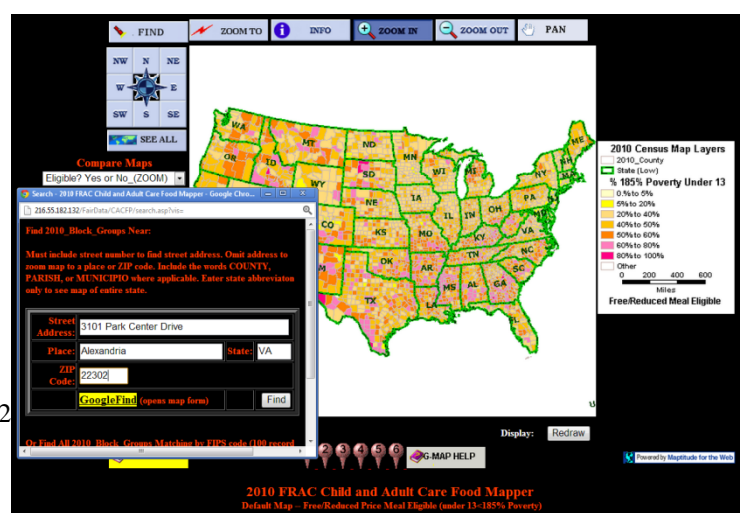 FIND
ZOOM TO
INFO
ZOOM IN
ZOOM OUT
PAN
NW N NE
W E
SW S SE
SEE ALL
Compare Maps
Eligible? Yes or No_(ZOOM)
Search - 2010 FRAC Child and Adult Care Food Mapper - Google Chro...
216.55.182.132/FairData/CACFP/search.asp?vis=
Find 2010_Block_Groups Near:
Must include street number to find street address. Omit address to
zoom map to a place or ZIP code. Include the words COUNTY,
PARISH, or MUNICIPIO where applicable. Enter state abbreviaton
only to see map of entire state.
Street
Address:
3101 Park Center Drive
Place:
Alexandria
State:
VA
ZIP
Code:
22302
GoogleFind (opens map form)
Find
Or Find All 2010_Block_Groups Matching by FIPS code (100 record
2
WA
MT
ND
MN
OR
ID
SD
WI
MI
NY
ME
NH
MA
WY
NE
IA
PA
NJ
IL
IN
OH
CO
KS
MO
KY
VA
OK
AR
TN
NC
SC
TX
LA
MS
AL
GA
FL
2010 Census Map Layers
2010_County
State (Low)
% 185% Poverty Under 13
0.%to 5%
5%to 20%
20%to 40%
40%to 50%
50%to 60%
60%to 80%
80%to 100%
Other
0 200 400 600
Miles
Free/Reduced Meal Eligible
Display:
Redraw
2 3 4 5 6
G-MAP HELP
Powered by Maptitude for the Web
2010 FRAC Child and Adult Care Food Mapper
Default Map -- Free/Reduced Price Meal Eligible (under 13<185% Poverty)